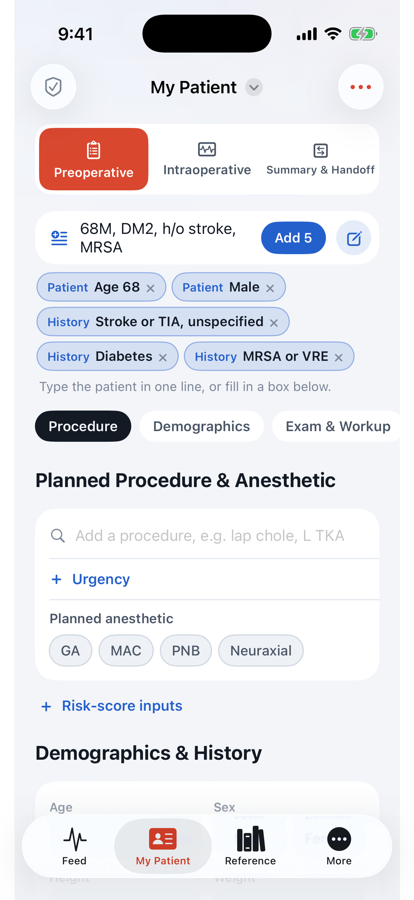 9:41
My Patient
Preoperative
Intraoperative
Summary & Handoff
68M, DM2, h/o stroke,
MRSA
Add 5
Patient Age 68 ×
Patient Male ×
History Stroke or TIA, unspecified ×
History Diabetes ×
History MRSA or VRE ×
Type the patient in one line, or fill in a box below.
Procedure
Demographics
Exam & Workup
Planned Procedure & Anesthetic
Add a procedure, e.g. lap chole, L TKA
+ Urgency
Planned anesthetic
GA
MAC
PNB
Neuraxial
+ Risk-score inputs
Demographics & History
Age
Sex
Feed
My Patient
Reference
More
Height
Weight